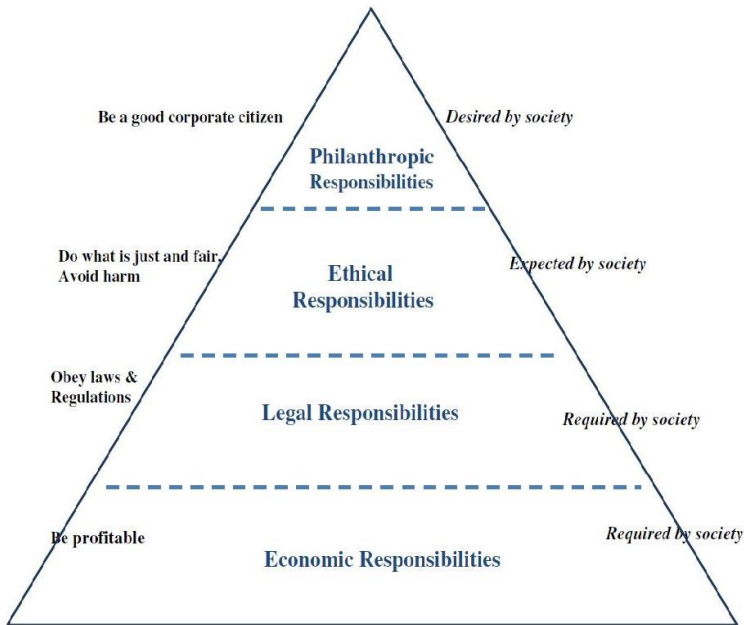 Be a good corporate citizen
Desired by society
Philanthropic
Responsibilities
Do what is just and fair,
Avoid harm
Expected by society
Ethical
Responsibilities
Obey laws &
Regulations
Legal Responsibilities
Required by society
Be profitable
Required by society
Economic Responsibilities